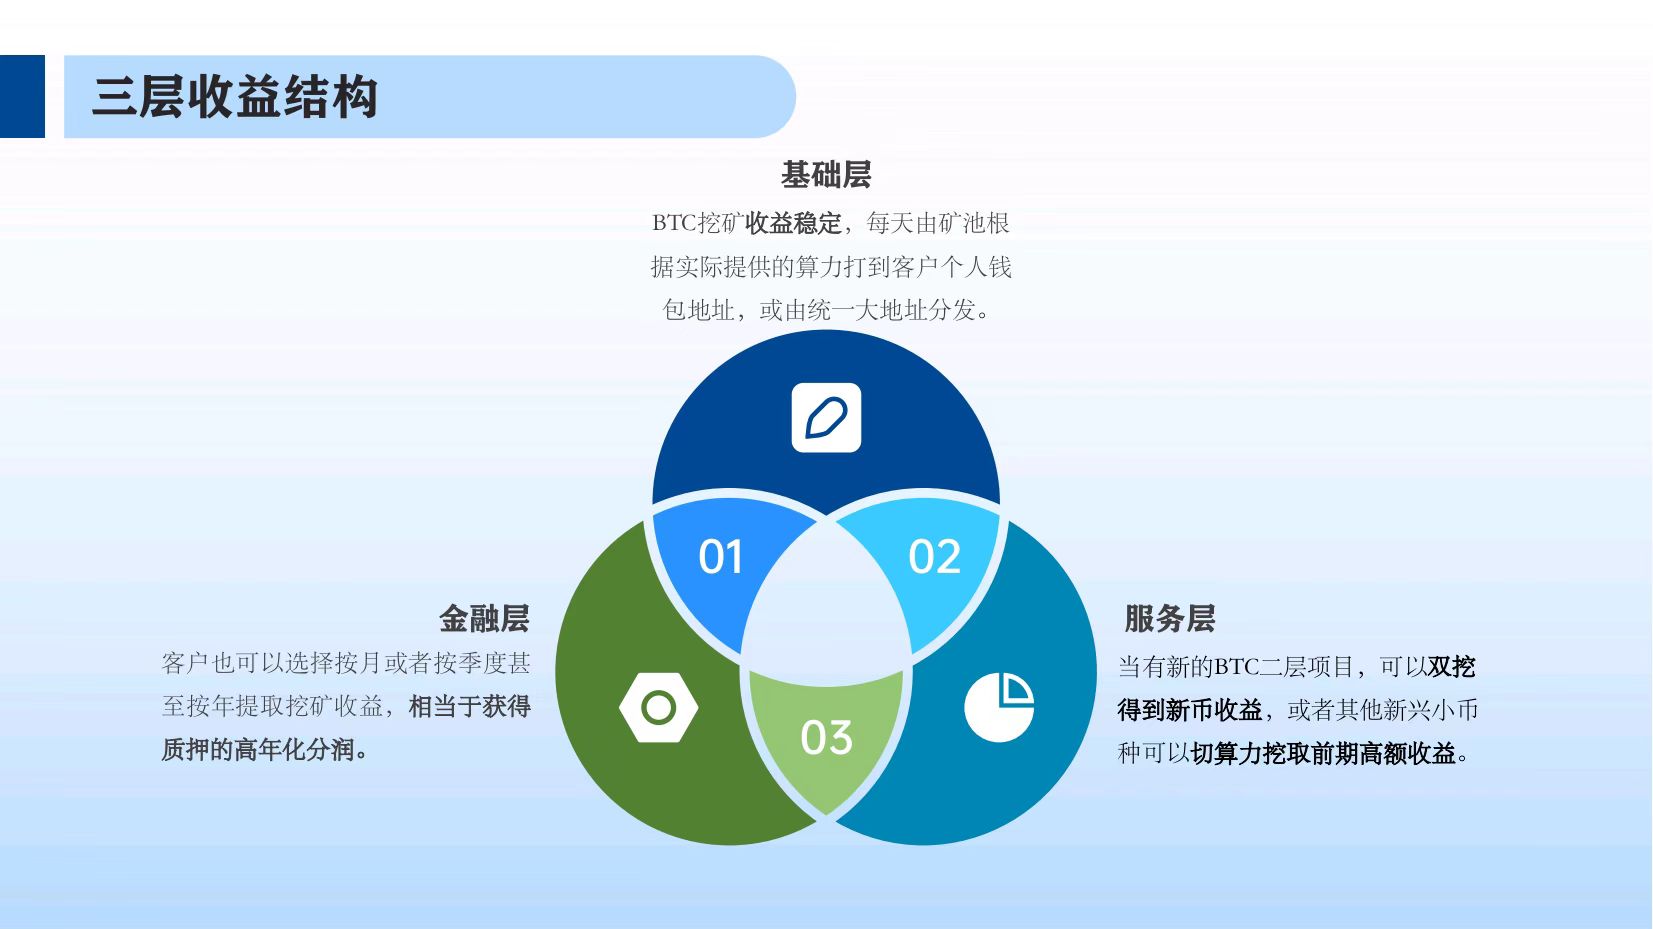 三层收益结构
基础层
BTC挖矿收益稳定，每天由矿池根
据实际提供的算力打到客户个人钱
包地址，或由统一大地址分发。
01
02
03
金融层
客户也可以选择按月或者按季度甚
至按年提取挖矿收益，相当于获得
质押的高年化分润。
服务层
当有新的BTC二层项目，可以双挖
得到新币收益，或者其他新兴小币
种可以切算力挖取前期高额收益。